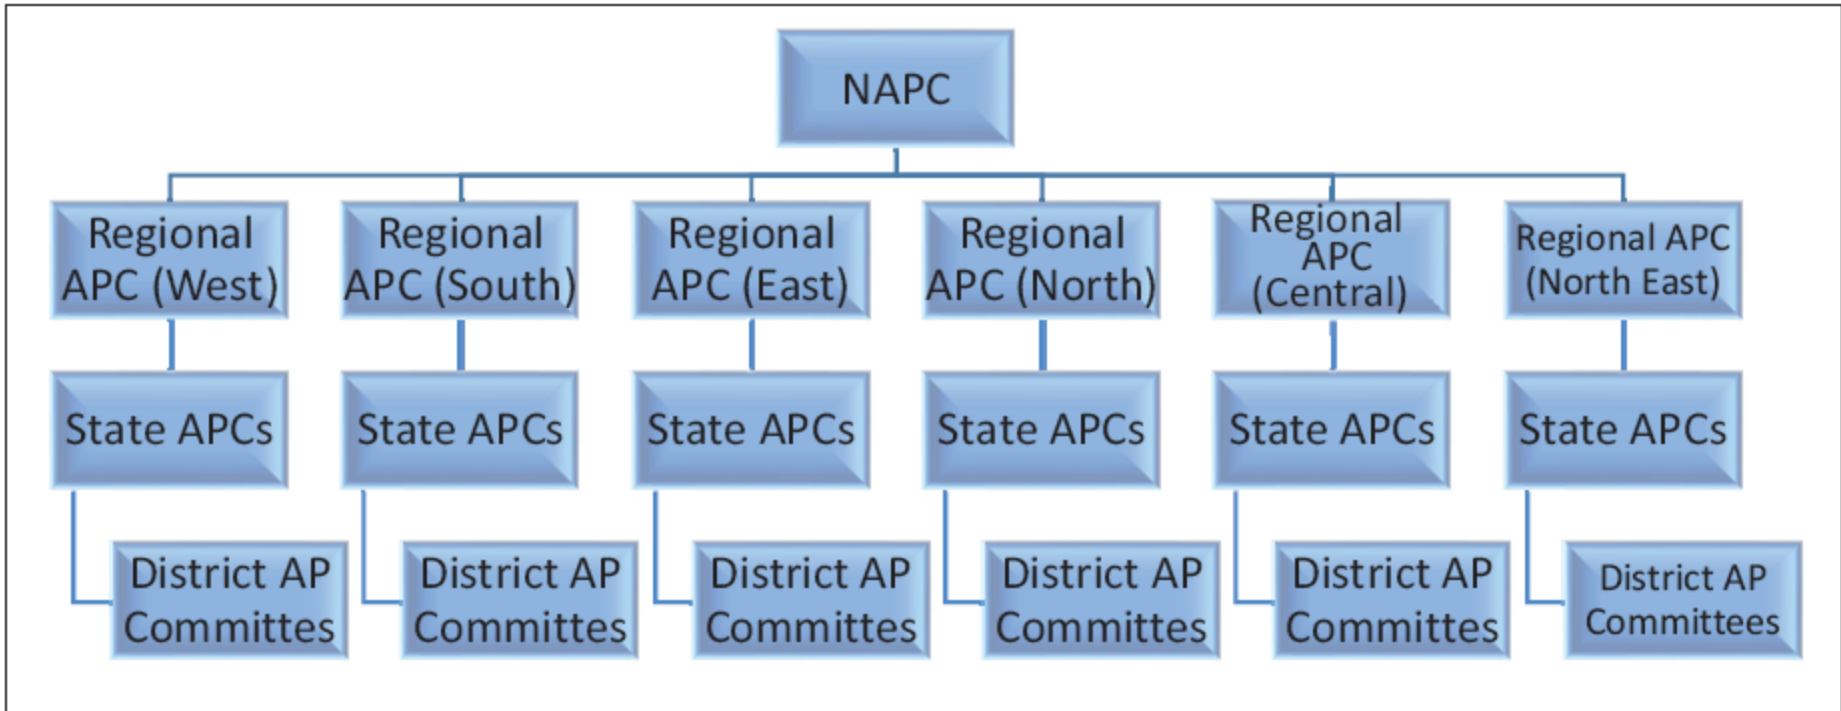 NAPC
Regional
APC (West)
Regional
APC (South)
Regional
APC (East)
Regional
APC (North)
Regional
APC
(Central)
Regional APC
(North East)
State APCs
State APCs
State APCs
State APCs
State APCs
State APCs
District AP
Committes
District AP
Committes
District AP
Committes
District AP
Committes
District AP
Committes
District AP
Committees